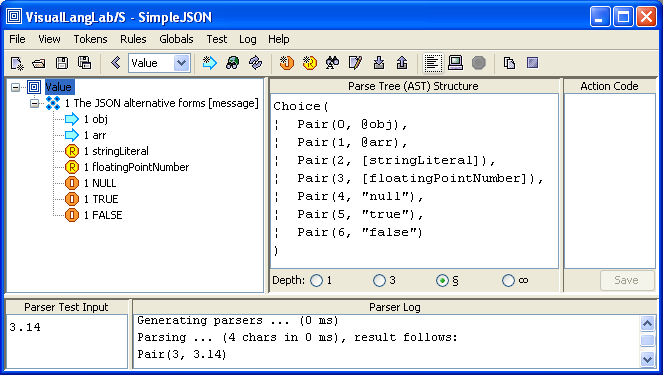 VisualLangLab/S - SimpleJSON
File View Tokens Rules Globals Test Log Help
Value
Value
1 The JSON alternative forms [message]
1 obj
1 arr
R 1 stringLiteral
R 1 floatingPointNumber
1 NULL
1 TRUE
1 FALSE
Parse Tree (AST) Structure
Choice(
¦ Pair(0, @obj),
¦ Pair(1, @arr),
¦ Pair(2, [stringLiteral]),
¦ Pair(3, [floatingPointNumber]),
¦ Pair(4, "null"),
¦ Pair(5, "true"),
¦ Pair(6, "false")
)
Depth: 1 3 § ∞
Action Code
Save
Parser Test Input
3.14
Parser Log
Generating parsers ... (0 ms)
Parsing ... (4 chars in 0 ms), result follows:
Pair(3, 3.14)